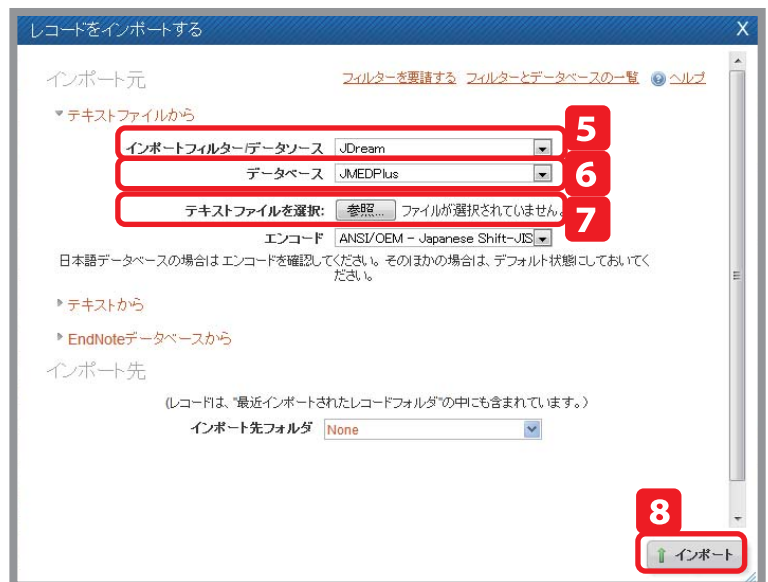 レコードをインポートする X
インポート元 フィルターを要請する フィルターとデータベースの一覧 ヘルプ
テキストファイルから
5
インポートフィルター/データソース JDream
データベース JMEDPlus
6
テキストファイルを選択: 参照... ファイルが選択されていません。
7
エンコード ANSI/OEM - Japanese Shift-JIS
日本語データベースの場合はエンコードを確認してください。そのほかの場合は、デフォルト状態にしておいてく
ださい。
テキストから
EndNoteデータベースから
インポート先
(レコードは、"最近インポートされたレコードフォルダ"の中にも含まれています。)
インポート先フォルダ None
8
インポート